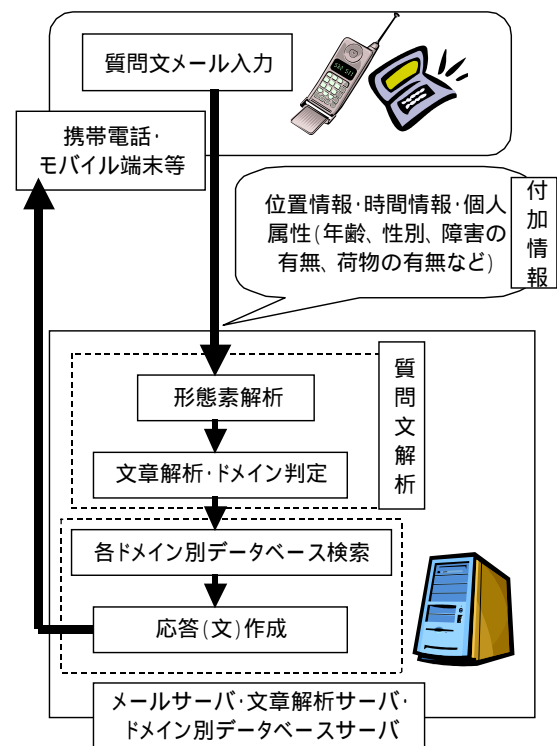 質問文メール入力
携帯電話･
モバイル端末等
位置情報･時間情報･個人
属性(年齢、性別、障害の
有無、荷物の有無など)
付加情報
形態素解析
質問文解析
文章解析･ドメイン判定
各ドメイン別データベース検索
応答(文)作成
メールサーバ･文章解析サーバ･
ドメイン別データベースサーバ